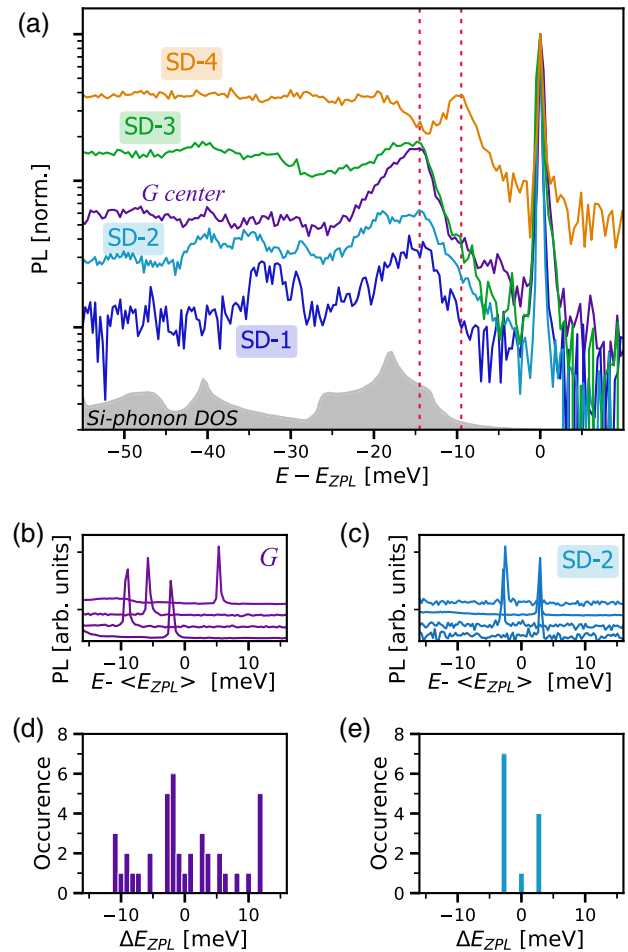 (a)
SD-4
SD-3
G center
SD-2
SD-1
Si-phonon DOS
PL [norm.]
−50 −40 −30 −20 −10 0
E − E_ZPL [meV]
(b)
G
PL [arb. units]
−10 0 10
E- <E_ZPL> [meV]
(c)
SD-2
PL [arb. units]
−10 0 10
E- <E_ZPL> [meV]
(d)
8
6
4
2
0
Occurence
−10 0 10
ΔE_ZPL [meV]
(e)
8
6
4
2
0
Occurence
−10 0 10
ΔE_ZPL [meV]